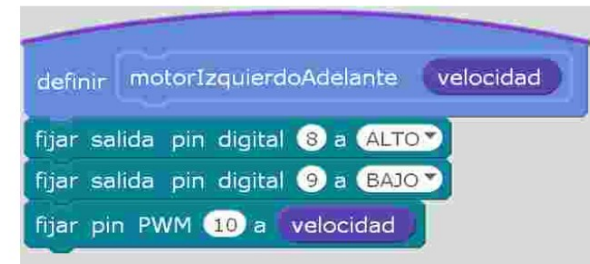 definir motorIzquierdoAdelante velocidad
fijar salida pin digital 8 a ALTO
fijar salida pin digital 9 a BAJO
fijar pin PWM 10 a velocidad